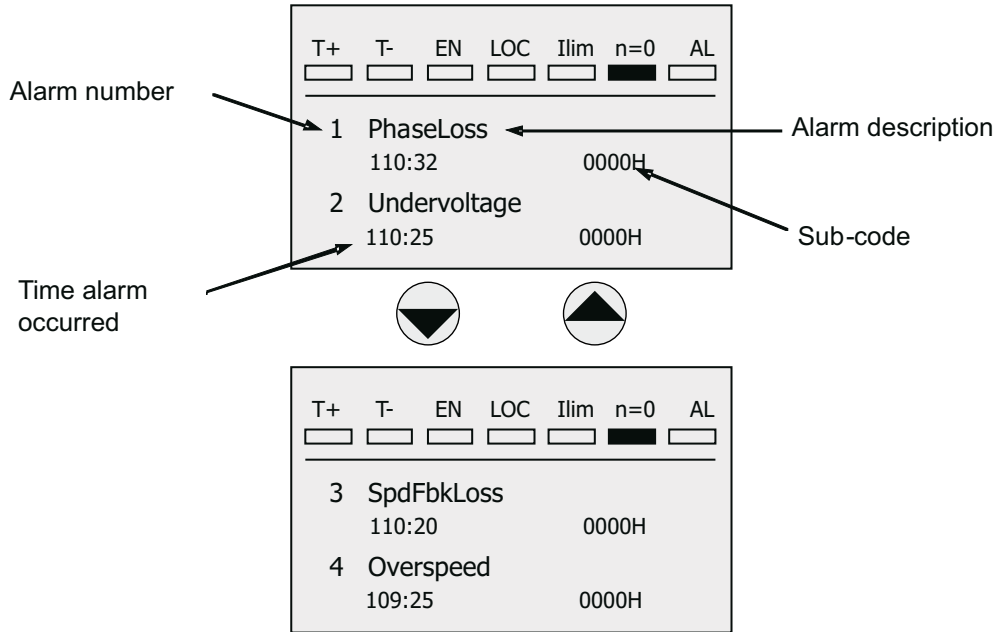 T+ T- EN LOC Ilim n=0 AL
Alarm number
1 PhaseLoss
Alarm description
110:32 0000H
2 Undervoltage
110:25 0000H
Sub-code
Time alarm
occurred
T+ T- EN LOC Ilim n=0 AL
3 SpdFbkLoss
110:20 0000H
4 Overspeed
109:25 0000H